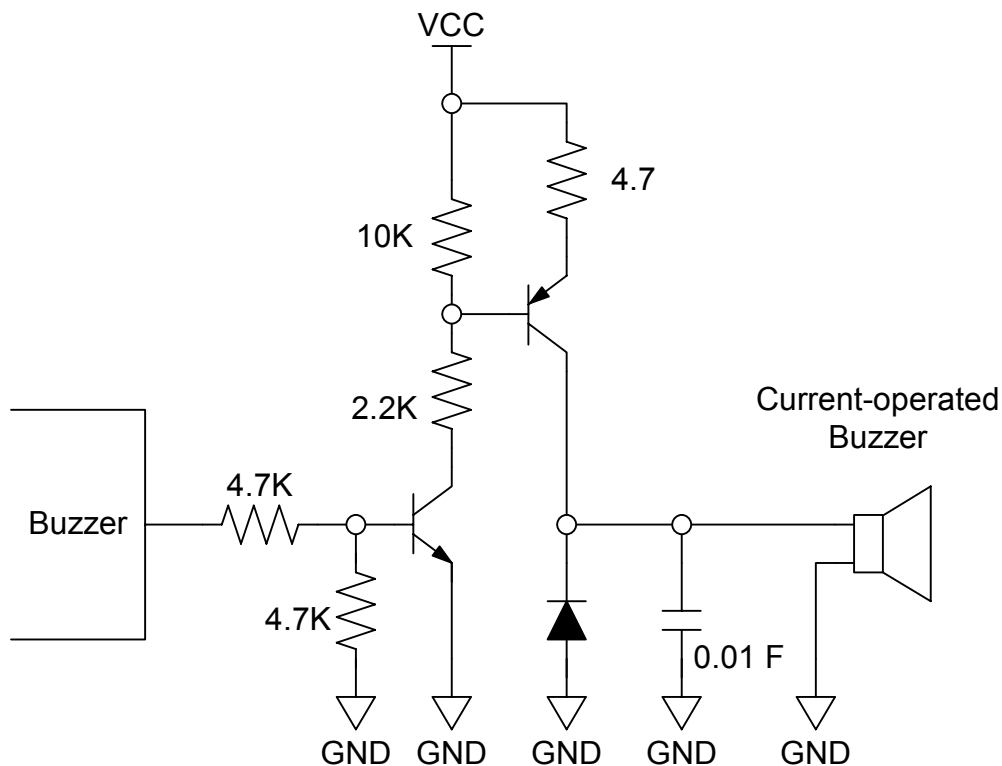 VCC
4.7
10K
2.2K
Current-operated
Buzzer
4.7K
Buzzer
4.7K
0.01 F
GND
GND
GND
GND
GND